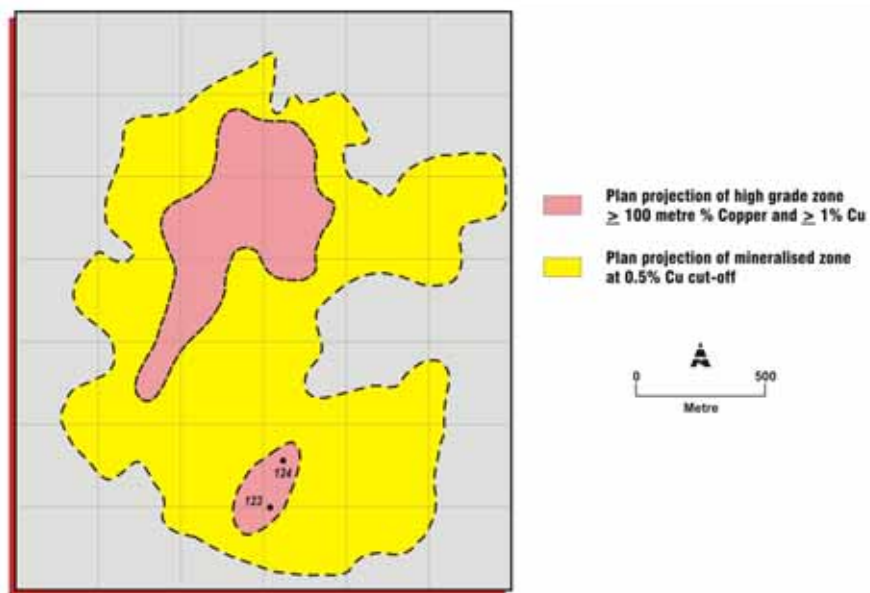 Plan projection of high grade zone
≥ 100 metre % Copper and ≥ 1% Cu
Plan projection of mineralised zone
at 0.5% Cu cut-off
0 500
Metre
124
123